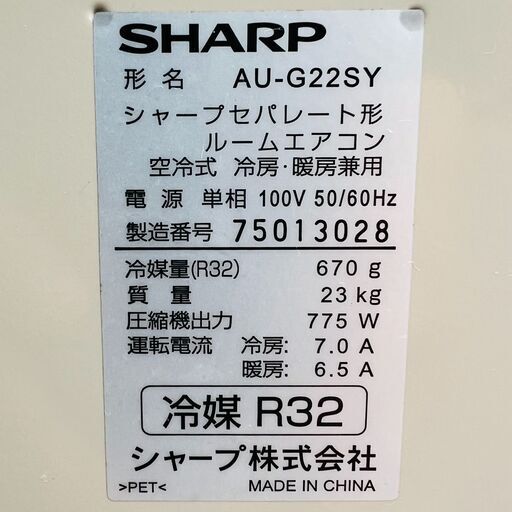 SHARP
形名 AU-G22SY
シャープセパレート形
ルームエアコン
空冷式 冷房・暖房兼用
電源 単相 100V 50/60Hz
製造番号 75013028
冷媒量(R32) 670 g
質量 23 kg
圧縮機出力 775 W
運転電流 冷房: 7.0 A
暖房: 6.5 A
冷媒 R32
シャープ株式会社
>PET< MADE IN CHINA